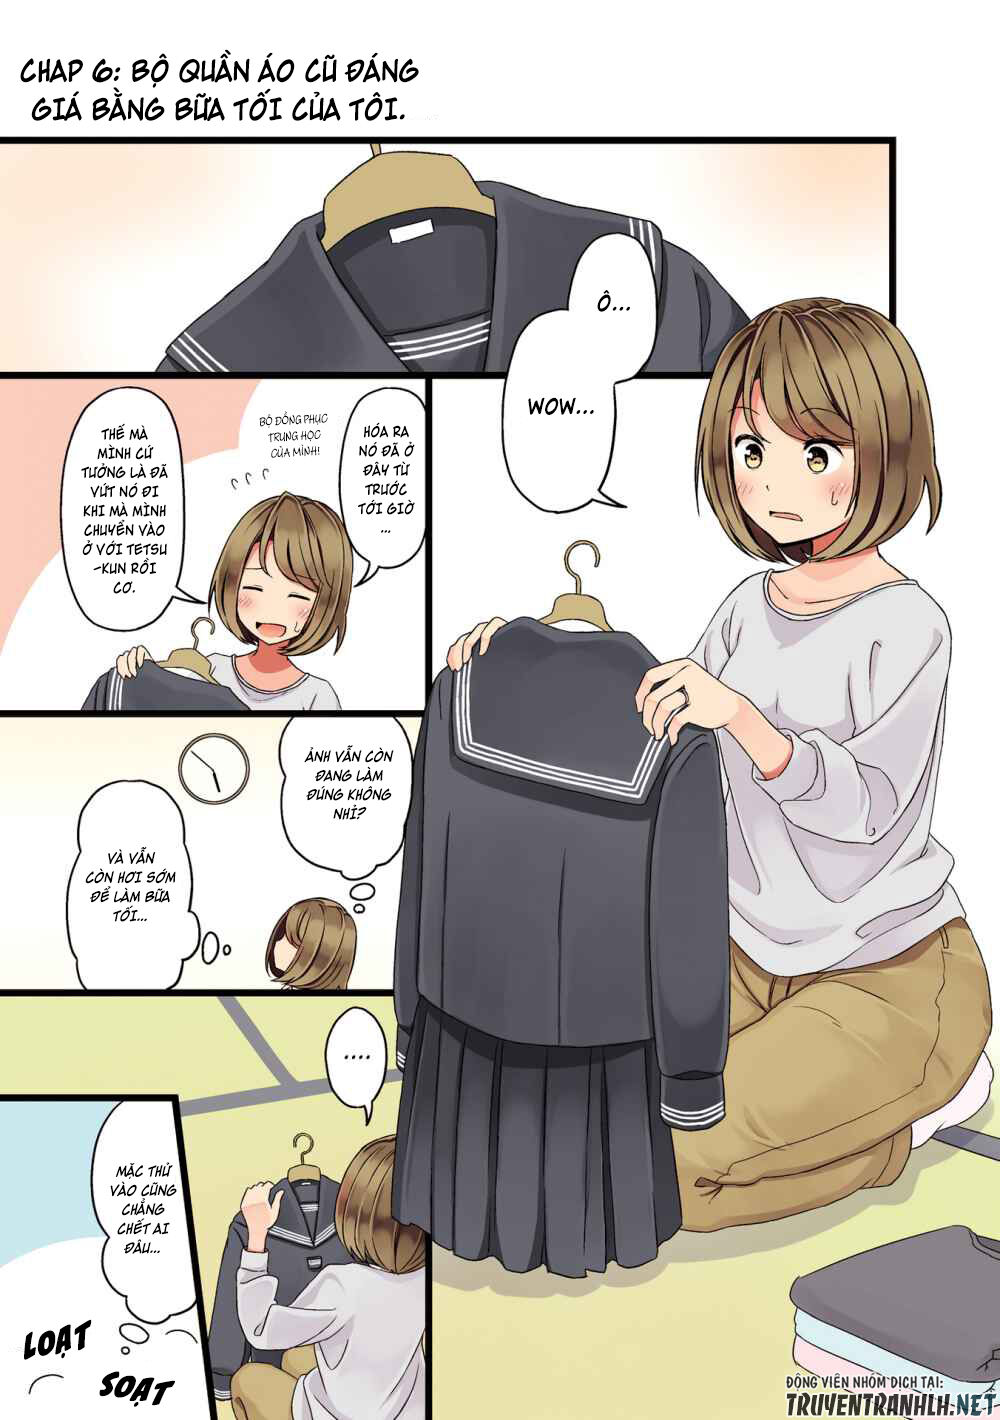 CHAP 6: BỘ QUẦN ÁO CŨ ĐÁNG
GIÁ BẰNG BỮA TỐI CỦA TÔI.
Ô...
WOW...
HÓA RA
NÓ ĐÃ Ở
ĐÂY TỪ
TRƯỚC
TỚI GIỜ
...
BỘ ĐỒNG PHỤC
TRUNG HỌC
CỦA MÌNH!
THẾ MÀ
MÌNH CỨ
TƯỞNG LÀ ĐÃ
VỨT NÓ ĐI
KHI MÀ MÌNH
CHUYỂN VÀO
Ở VỚI TETSU
-KUN RỒI
CƠ.
ẢNH VẪN CÒN
ĐANG LÀM
ĐÚNG KHÔNG
NHỈ?
VÀ VẪN
CÒN HƠI SỚM
ĐỂ LÀM BỮA
TỐI...
....
MẶC THỬ
VÀO CŨNG
CHẲNG
CHẾT AI
ĐÂU...
LOẠT
SOẠT
ĐỘNG VIÊN NHÓM DỊCH TẠI:
TRUYENTRANHLH.NET